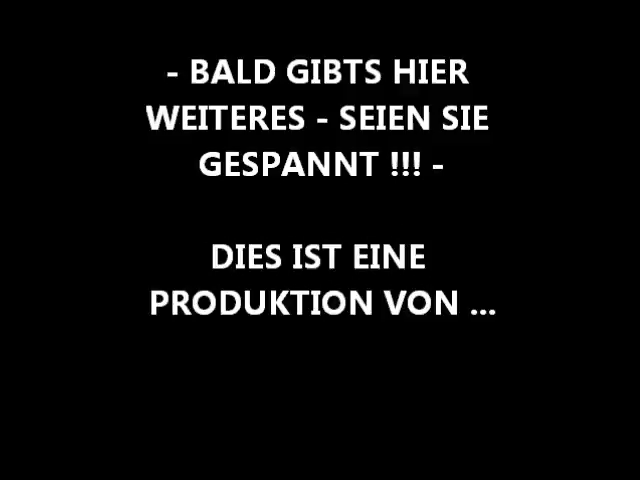 - BALD GIBTS HIER
WEITERES - SEIEN SIE
GESPANNT !!! -
DIES IST EINE
PRODUKTION VON ...